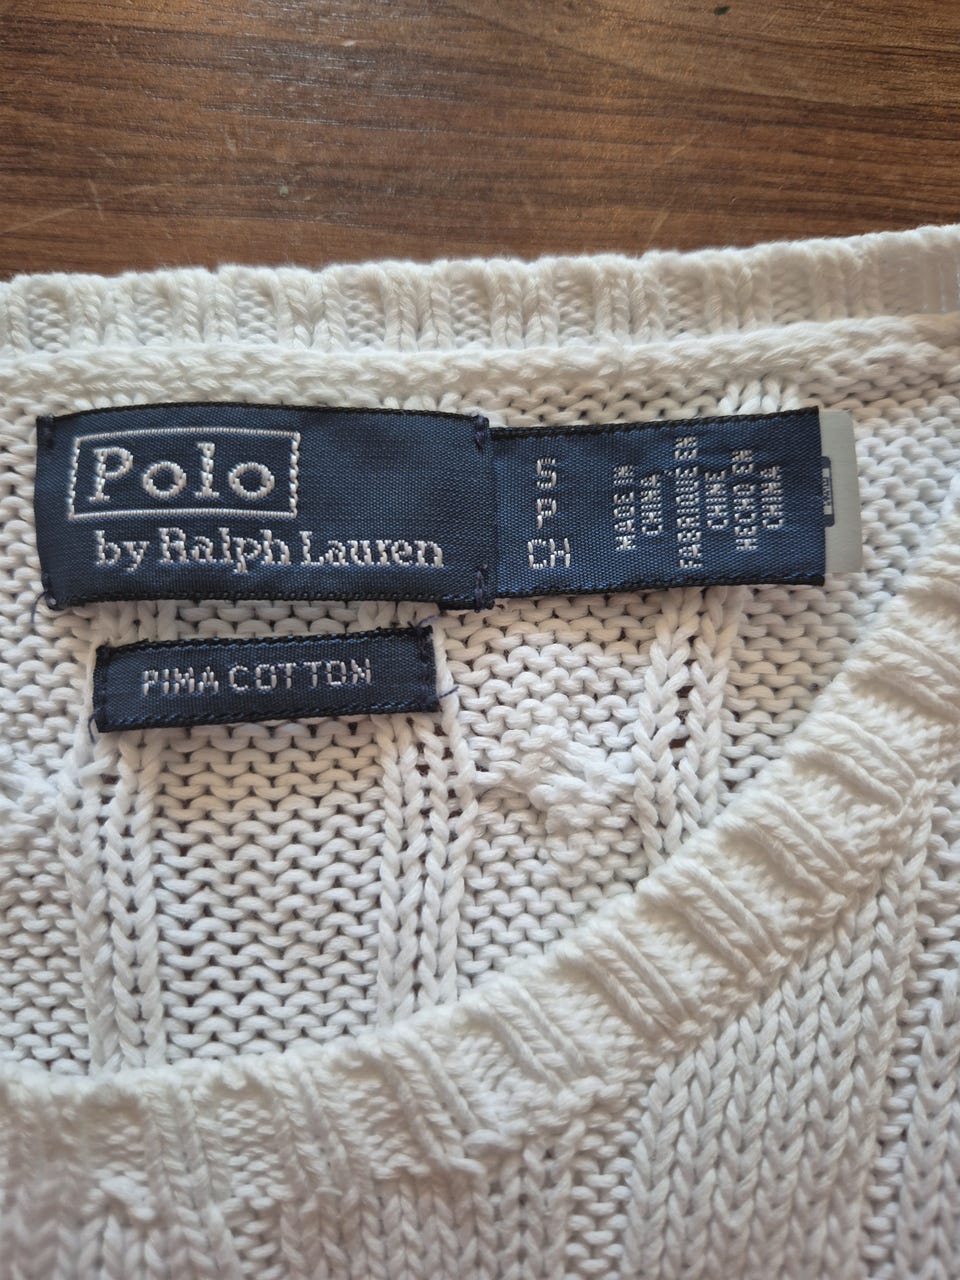 Polo
by Ralph Lauren
S
P
CH
MADE IN
CHINA
FABRIQUE EN
CHINE
HECHO EN
CHINA
PIMA COTTON